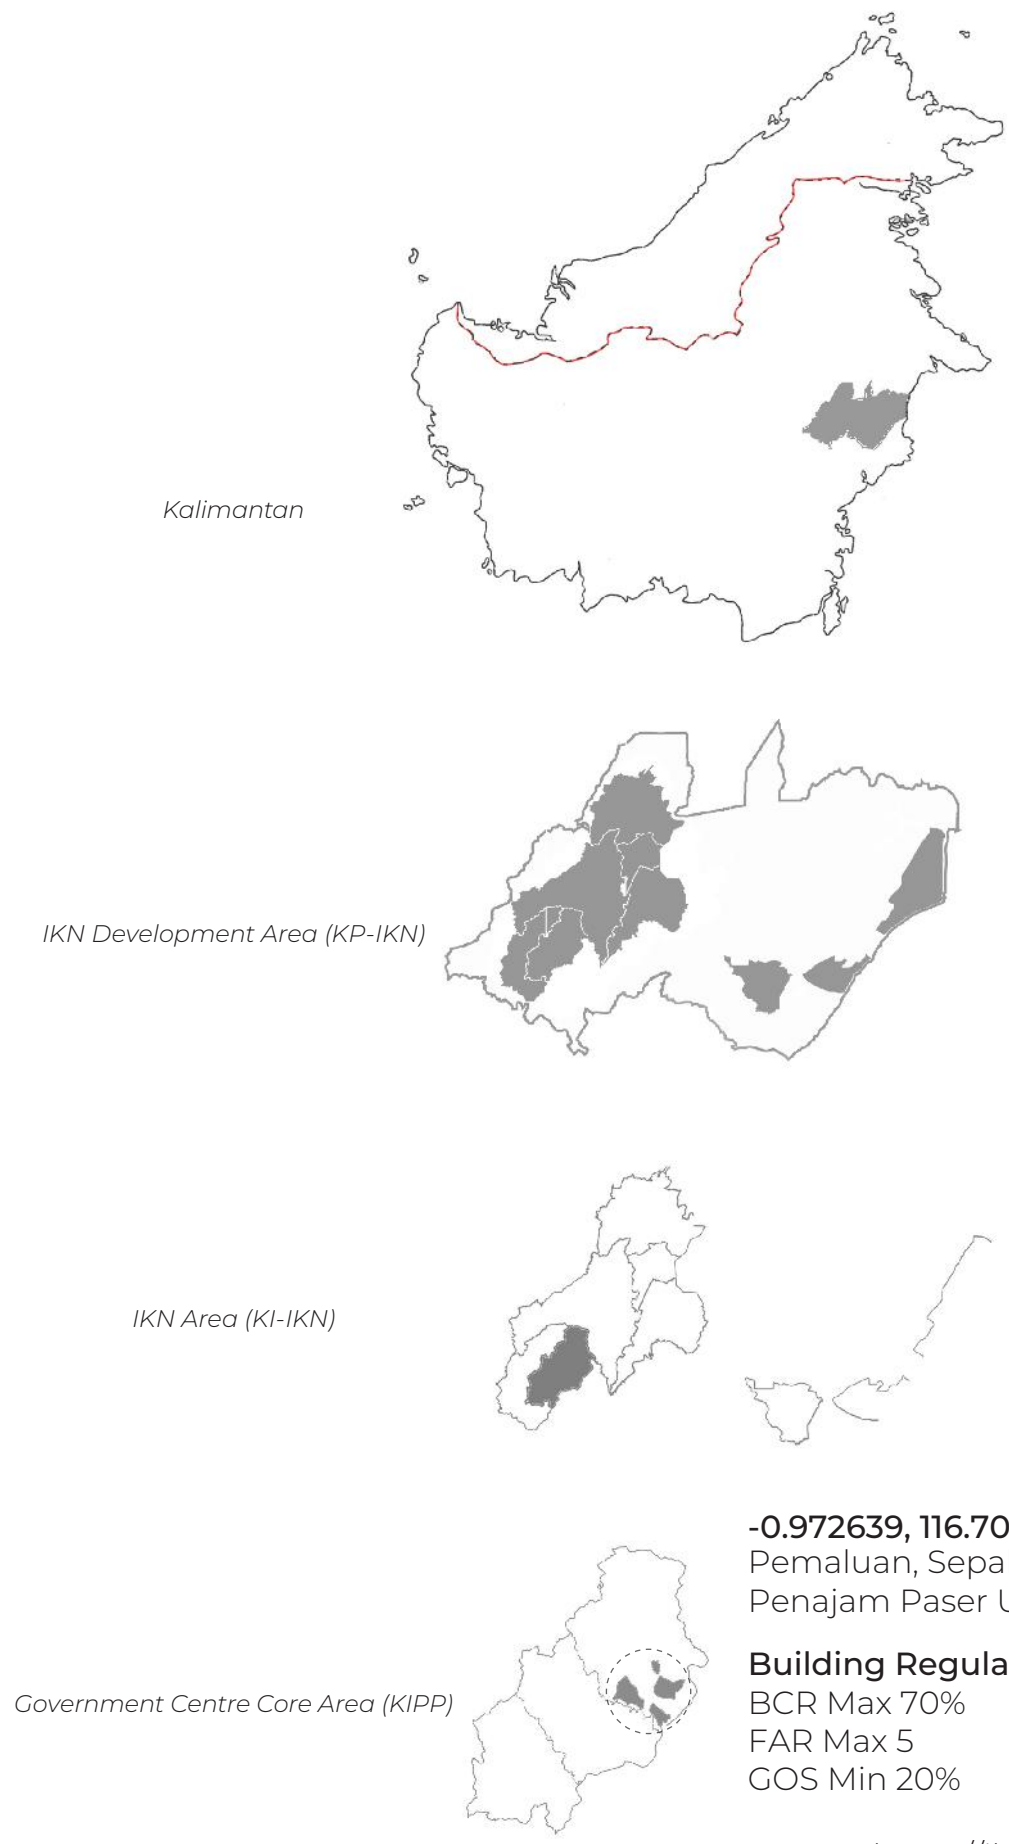 Kalimantan
IKN Development Area (KP-IKN)
IKN Area (KI-IKN)
Government Centre Core Area (KIPP)
-0.972639, 116.70
Pemaluan, Sepa
Penajam Paser U
Building Regula
BCR Max 70%
FAR Max 5
GOS Min 20%